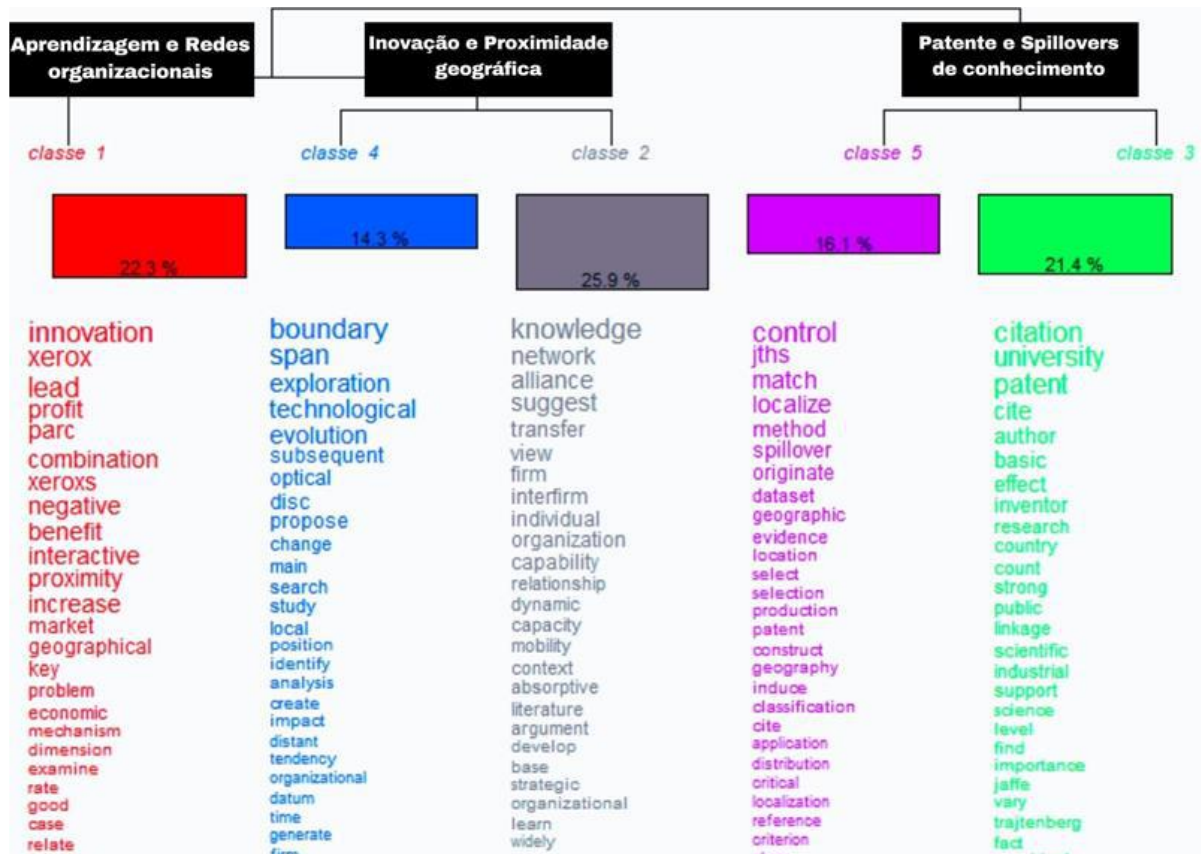 Aprendizagem e Redes
organizacionais
Inovação e Proximidade
geográfica
Patente e Spillovers
de conhecimento
classe 1
classe 4
classe 2
classe 5
classe 3
22.3 %
14.3 %
25.9 %
16.1 %
21.4 %
innovation
xerox
lead
profit
parc
combination
xeroxs
negative
benefit
interactive
proximity
increase
market
geographical
key
problem
economic
mechanism
dimension
examine
rate
good
case
relate
boundary
span
exploration
technological
evolution
subsequent
optical
disc
propose
change
main
search
study
local
position
identify
analysis
create
impact
distant
tendency
organizational
datum
time
generate
knowledge
network
alliance
suggest
transfer
view
firm
interfirm
individual
organization
capability
relationship
dynamic
capacity
mobility
context
absorptive
literature
argument
develop
base
strategic
organizational
learn
widely
control
jths
match
localize
method
spillover
originate
dataset
geographic
evidence
location
select
selection
production
patent
construct
geography
induce
classification
cite
application
distribution
critical
localization
reference
criterion
citation
university
patent
cite
author
basic
effect
inventor
research
country
count
strong
public
linkage
scientific
industrial
support
science
level
find
importance
jaffe
vary
trajtenberg
fact